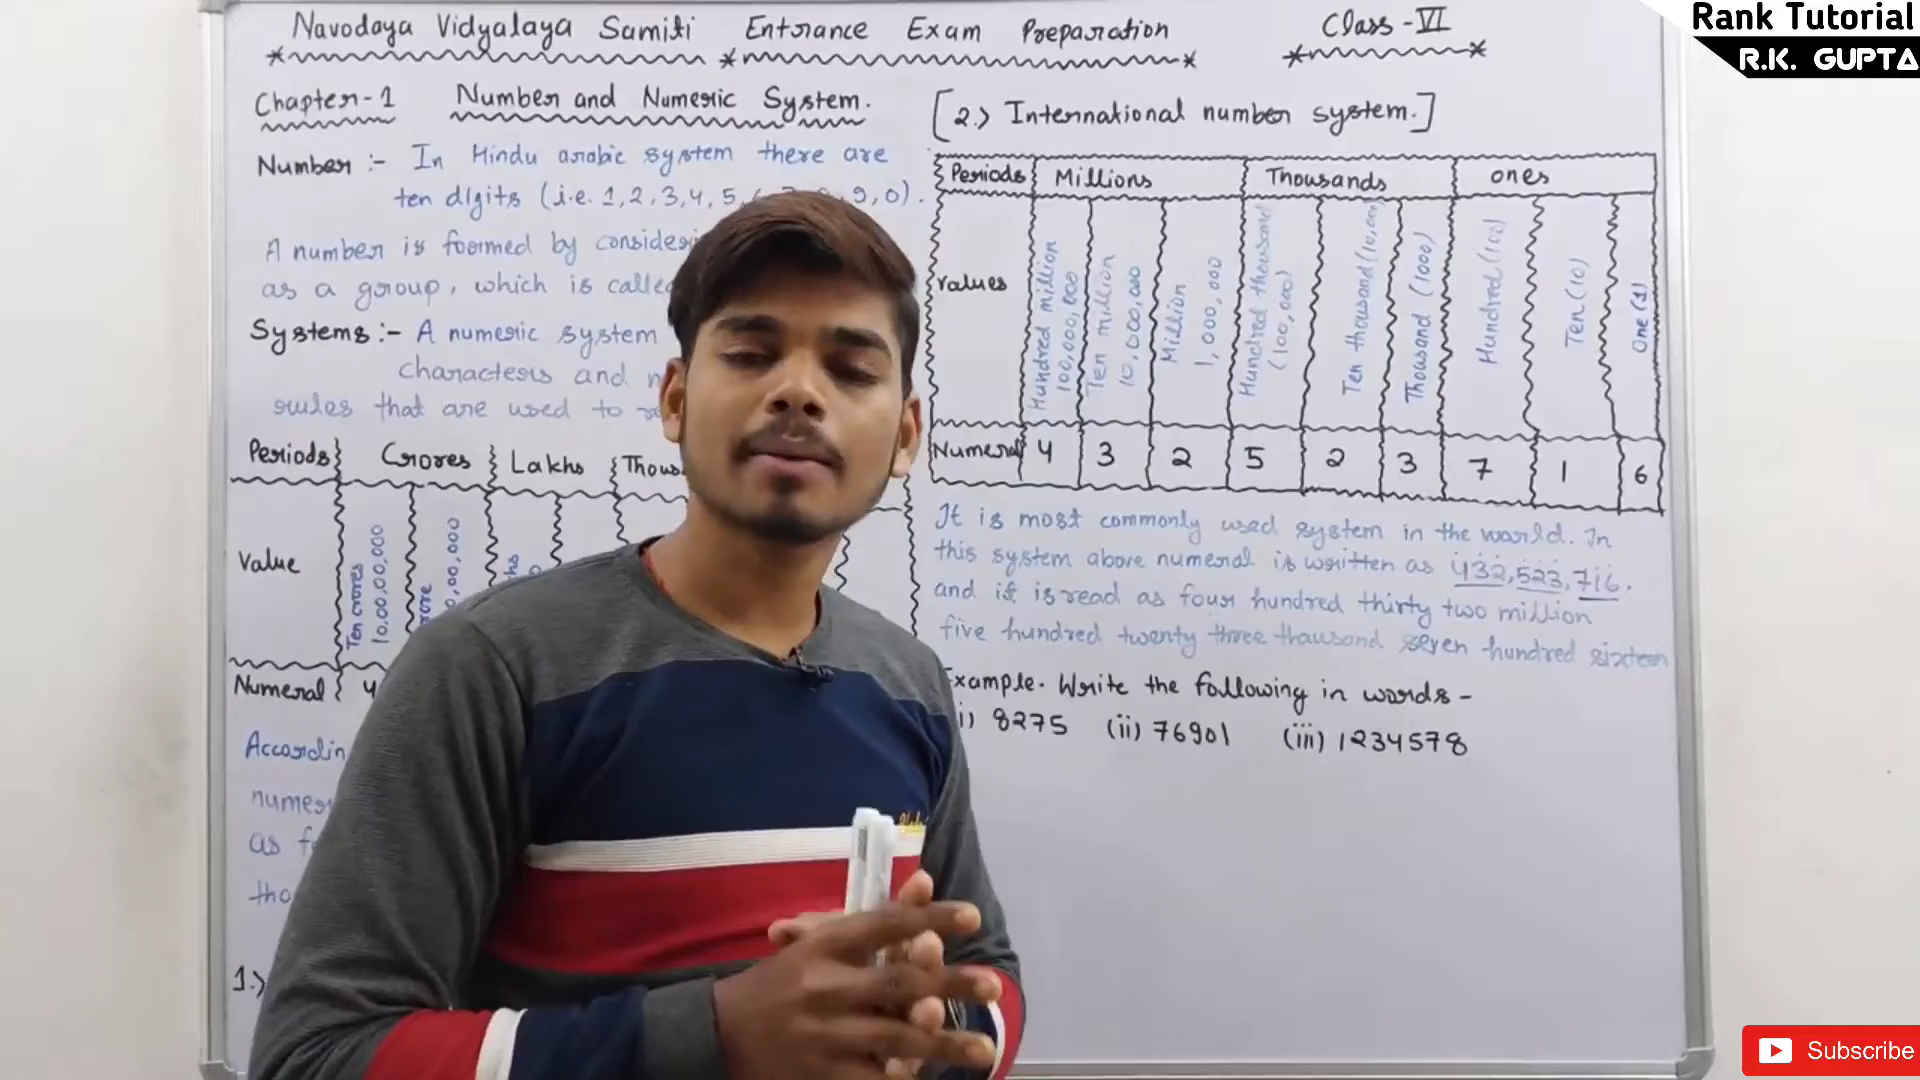 Navodaya Vidyalaya Samiti Entrance Exam Preparation Class-VI
Rank Tutorial
R.K. GUPTA
Chapter-1 Number and Numeric System.
Number :- In Hindu arabic system there are
ten digits (i.e. 1,2,3,4,5, 9,0).
A number is formed by
as a group, which is
Systems :- A numeric system
characters and
rules that are used to
Periods Crores Lakhs
Value
Ten crores
10,00,00,000
Numeral 4
as
1.)
[2.) International number system.]
Periods Millions Thousands ones
Values
Hundred million
100,000,000
Ten million
10,000,000
Million
1,000,000
Hundred thousand
(100,000)
Ten thousand (10,000)
Thousand (1000)
Hundred (100)
Ten (10)
One (1)
Numeral 4 3 2 5 2 3 7 1 6
It is most commonly used system in the world. In
this system above numeral is written as 432,523,716.
and it is read as four hundred thirty two million
five hundred twenty three thousand seven hundred sixteen
Example. Write the following in words -
i) 8275 (ii) 76901 (iii) 1234578
Subscribe